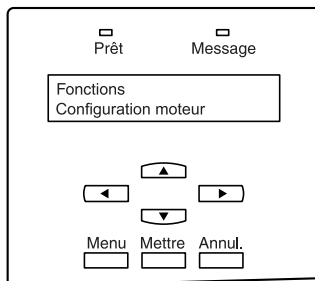 Prêt Message
Fonctions
Configuration moteur
Menu Mettre Annul.